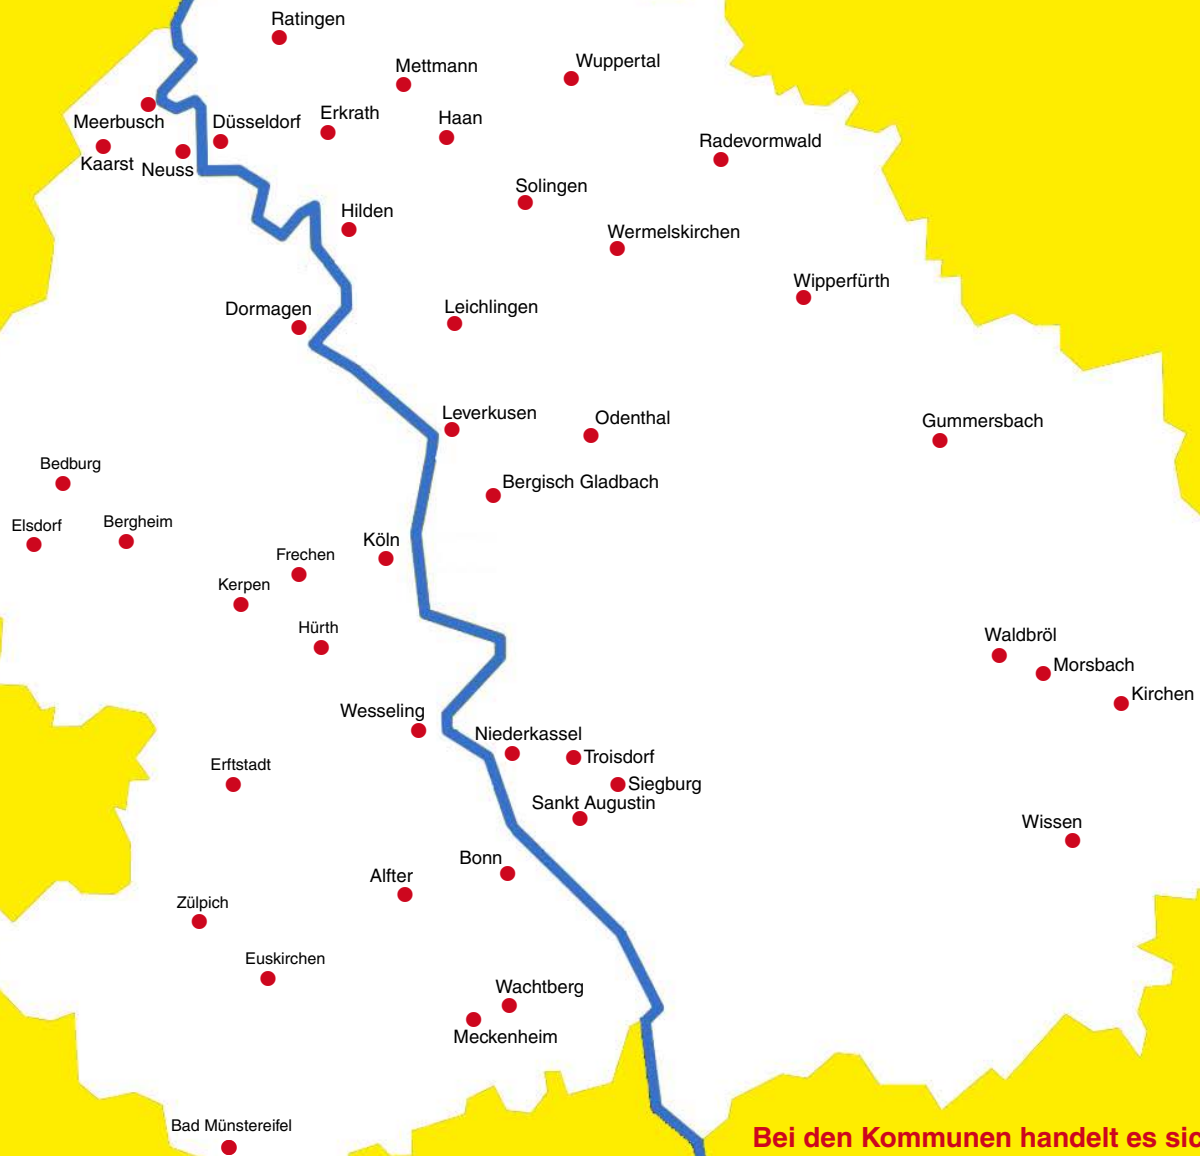 Ratingen
Mettmann
Wuppertal
Meerbusch
Düsseldorf
Erkrath
Haan
Radevormwald
Kaarst
Neuss
Solingen
Hilden
Wermelskirchen
Wipperfürth
Dormagen
Leichlingen
Leverkusen
Odenthal
Gummersbach
Bedburg
Bergisch Gladbach
Elsdorf
Bergheim
Köln
Frechen
Kerpen
Hürth
Waldbröl
Morsbach
Kirchen
Wesseling
Niederkassel
Troisdorf
Erftstadt
Siegburg
Sankt Augustin
Wissen
Bonn
Alfter
Zülpich
Euskirchen
Wachtberg
Meckenheim
Bad Münstereifel
Bei den Kommunen handelt es sic